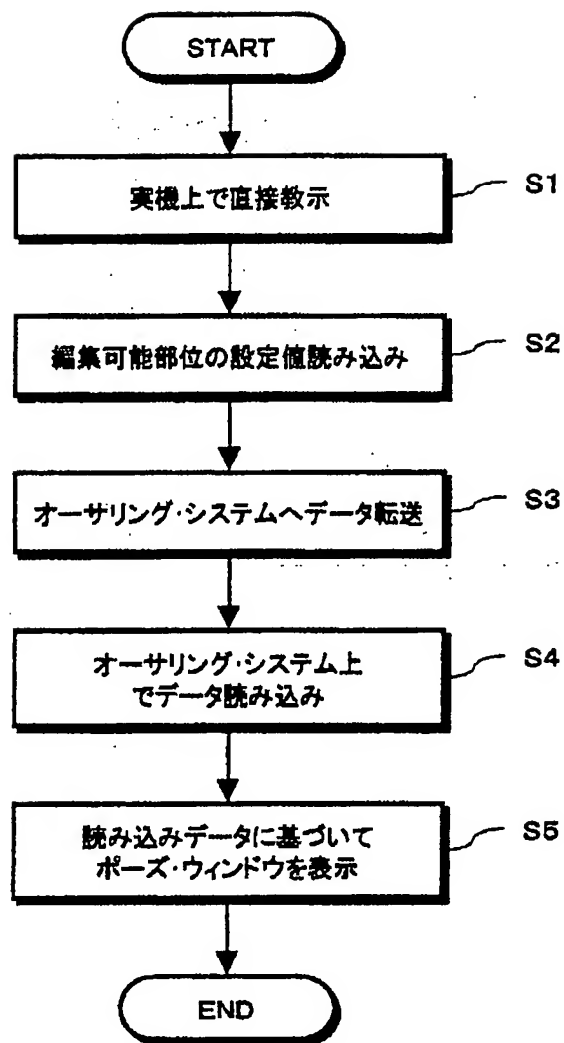 START
実機上で直接教示
S1
編集可能部位の設定値読み込み
S2
オーサリング・システムへデータ転送
S3
オーサリング・システム上
でデータ読み込み
S4
読み込みデータに基づいて
ポーズ・ウィンドウを表示
S5
END